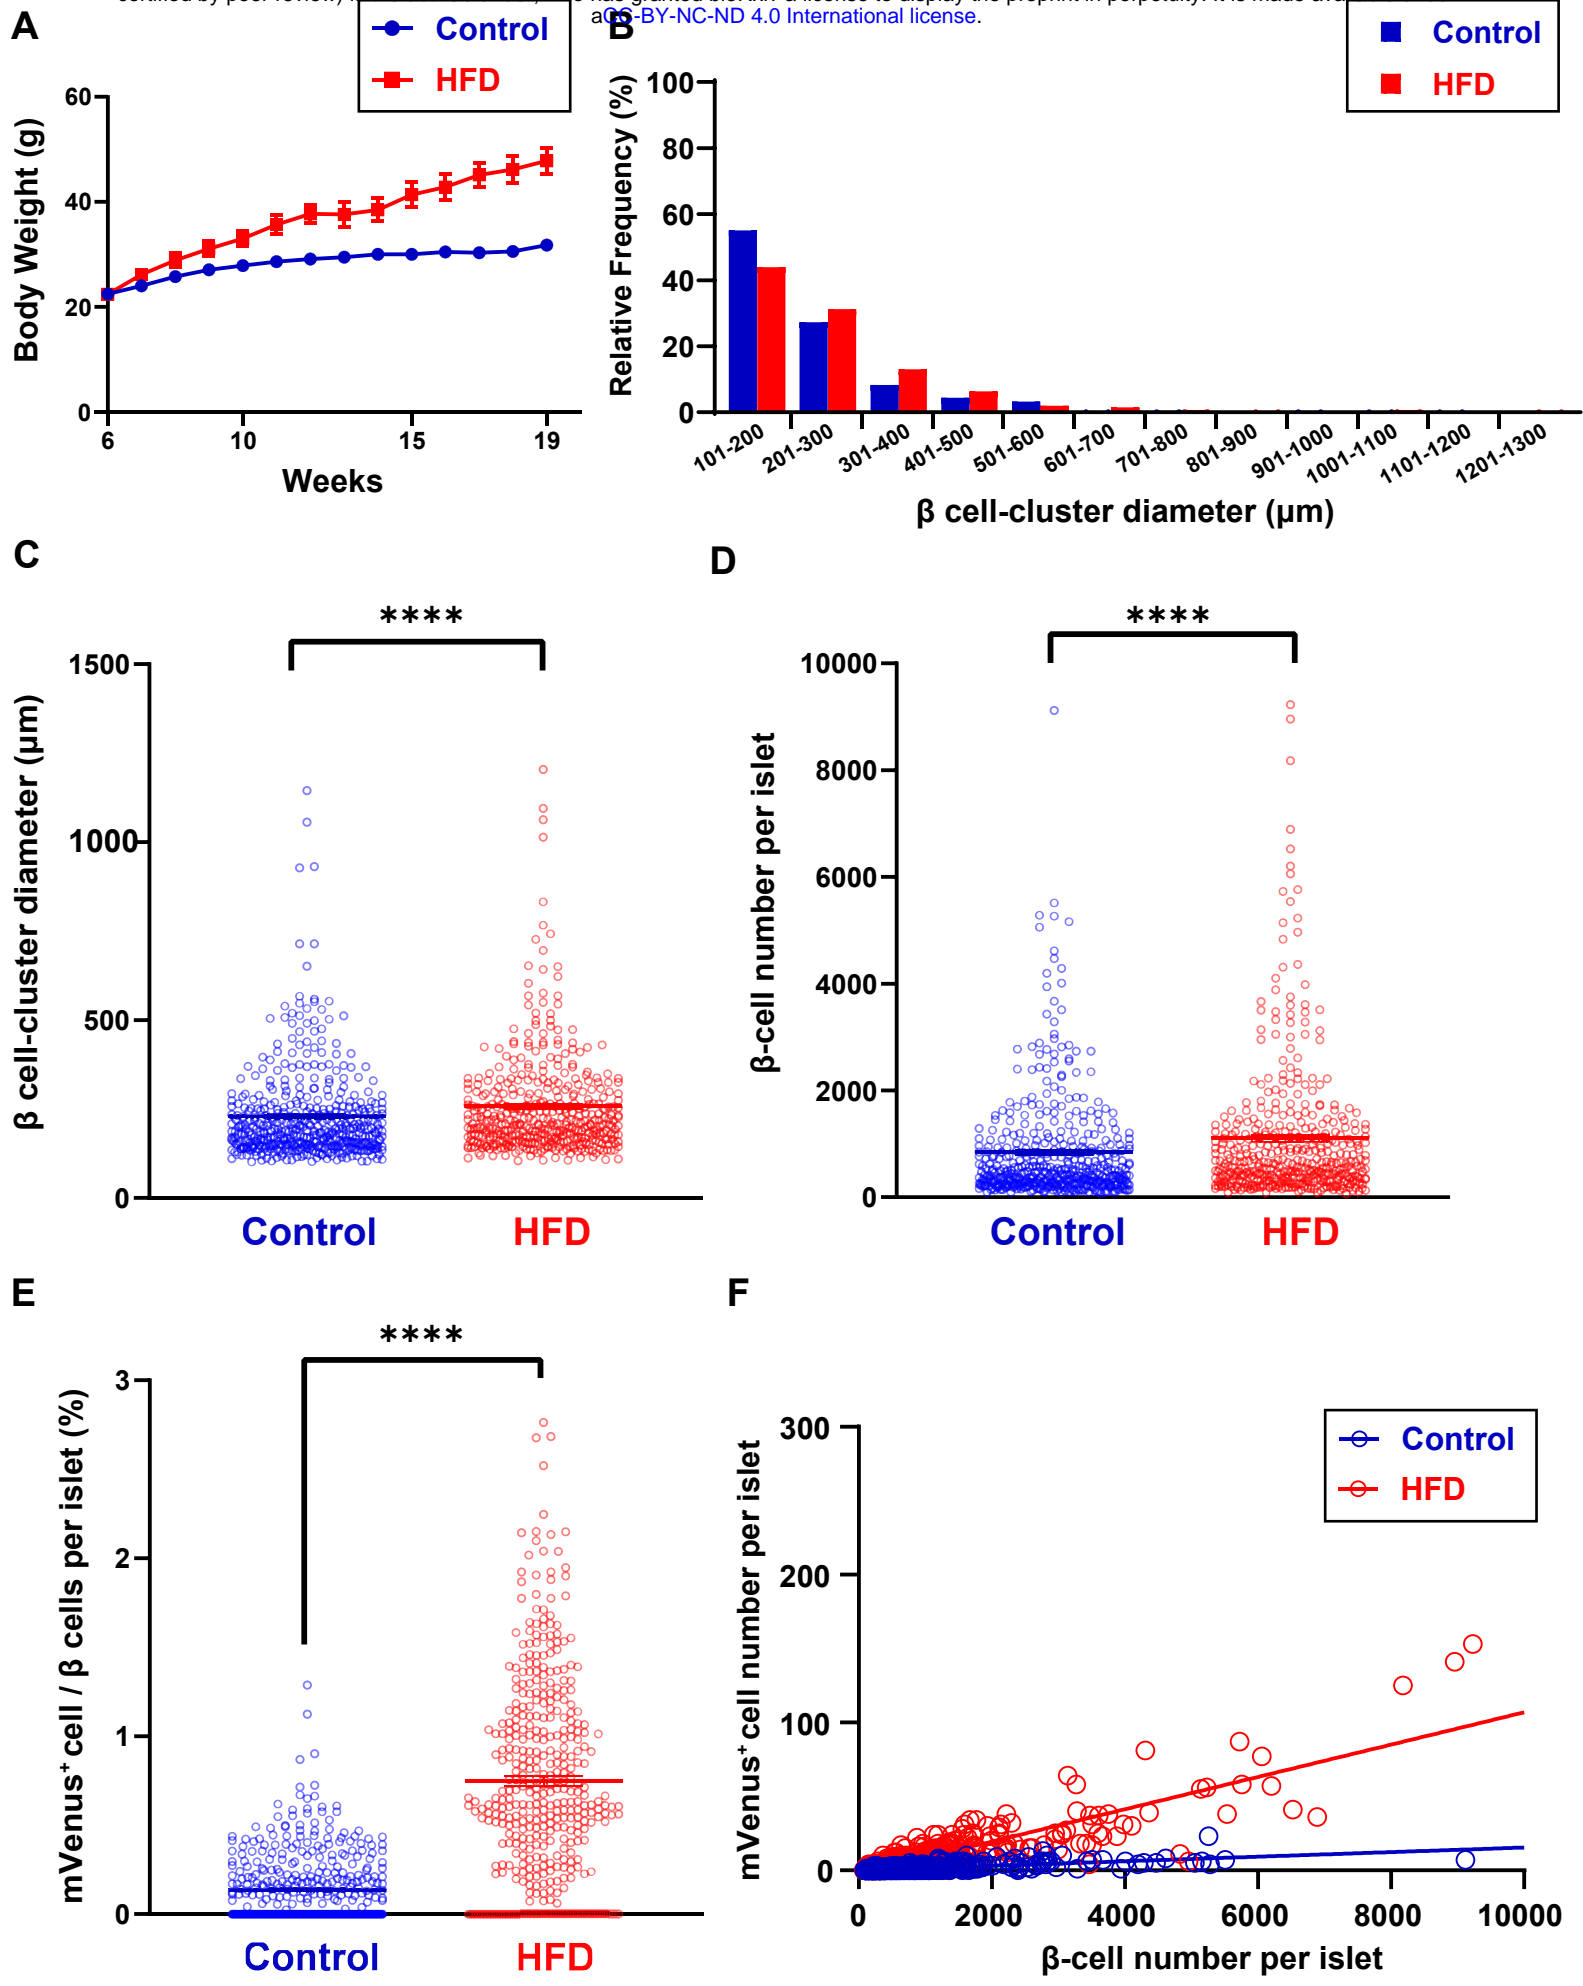 aCC-BY-NC-ND 4.0 International license.
A
Control
HFD
60
40
20
0
6
10
15
19
Body Weight (g)
Weeks
B
Control
HFD
100
80
60
40
20
0
Relative Frequency (%)
101-200
201-300
301-400
401-500
501-600
601-700
701-800
801-900
901-1000
1001-1100
1101-1200
1201-1300
β cell-cluster diameter (μm)
C
****
1500
1000
500
0
β cell-cluster diameter (μm)
Control
HFD
D
****
10000
8000
6000
4000
2000
0
β-cell number per islet
Control
HFD
E
****
3
2
1
0
mVenus⁺ cell / β cells per islet (%)
Control
HFD
F
Control
HFD
300
200
100
0
mVenus⁺ cell number per islet
0
2000
4000
6000
8000
10000
β-cell number per islet